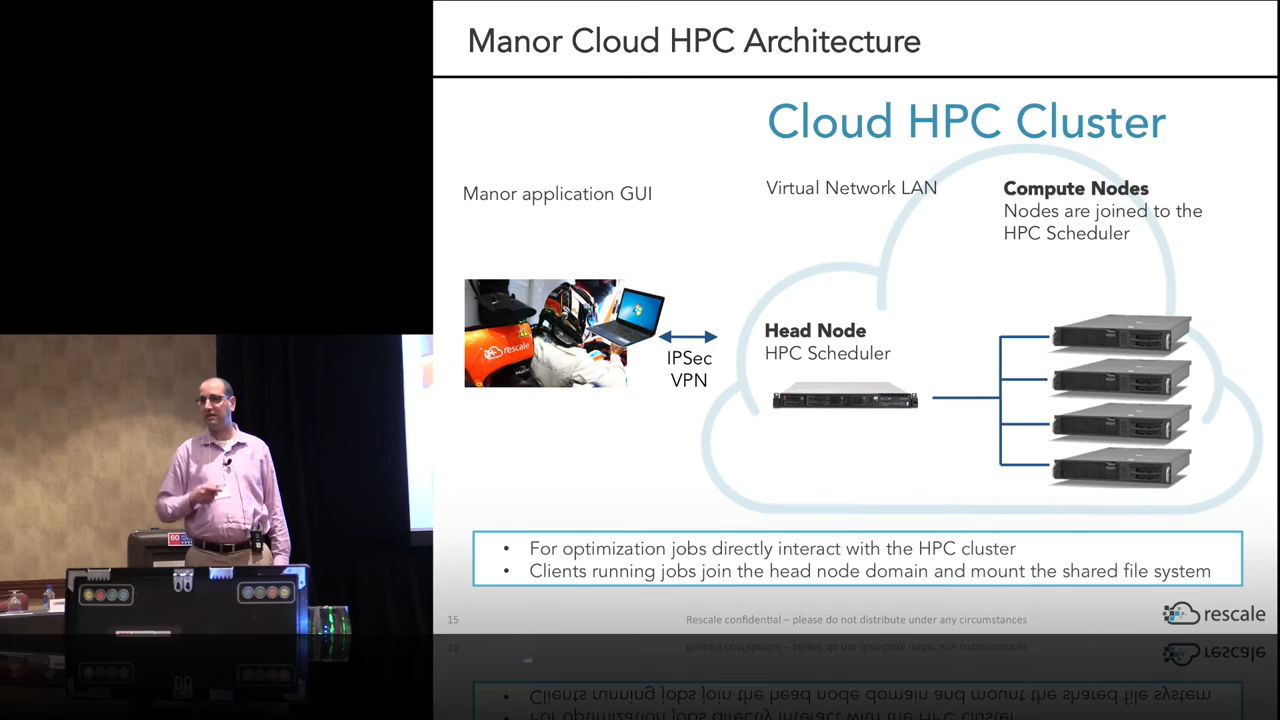 Manor Cloud HPC Architecture
Cloud HPC Cluster
Manor application GUI
Virtual Network LAN
Compute Nodes
Nodes are joined to the
HPC Scheduler
rescale
IPSec
VPN
Head Node
HPC Scheduler
60
• For optimization jobs directly interact with the HPC cluster
• Clients running jobs join the head node domain and mount the shared file system
15
Rescale confidential – please do not distribute under any circumstances
rescale